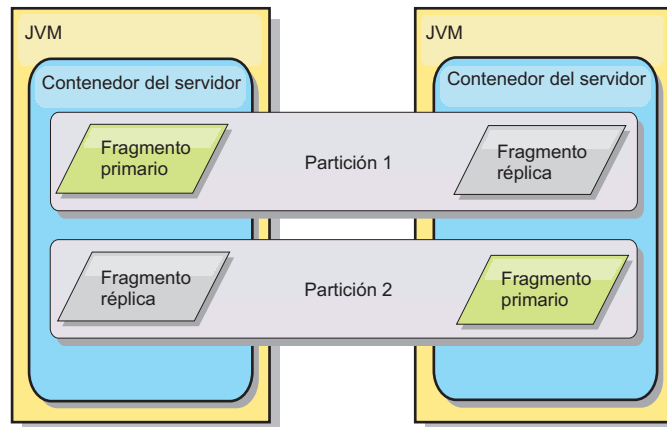 JVM
JVM
Contenedor del servidor
Contenedor del servidor
Fragmento
primario
Partición 1
Fragmento
réplica
Fragmento
réplica
Partición 2
Fragmento
primario